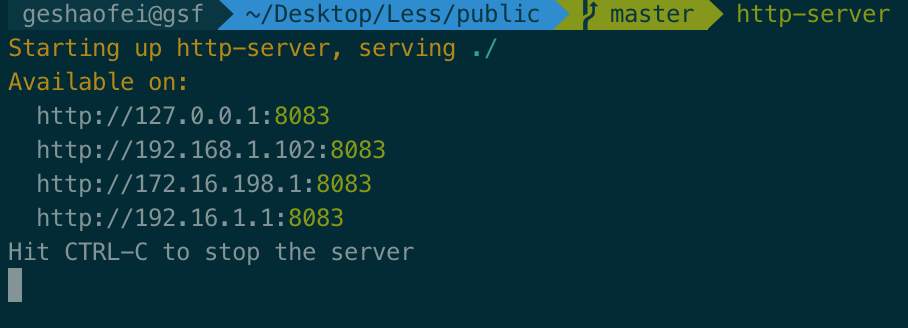 geshaofei@gsf ~/Desktop/Less/public master http-server
Starting up http-server, serving ./
Available on:
http://127.0.0.1:8083
http://192.168.1.102:8083
http://172.16.198.1:8083
http://192.16.1.1:8083
Hit CTRL-C to stop the server